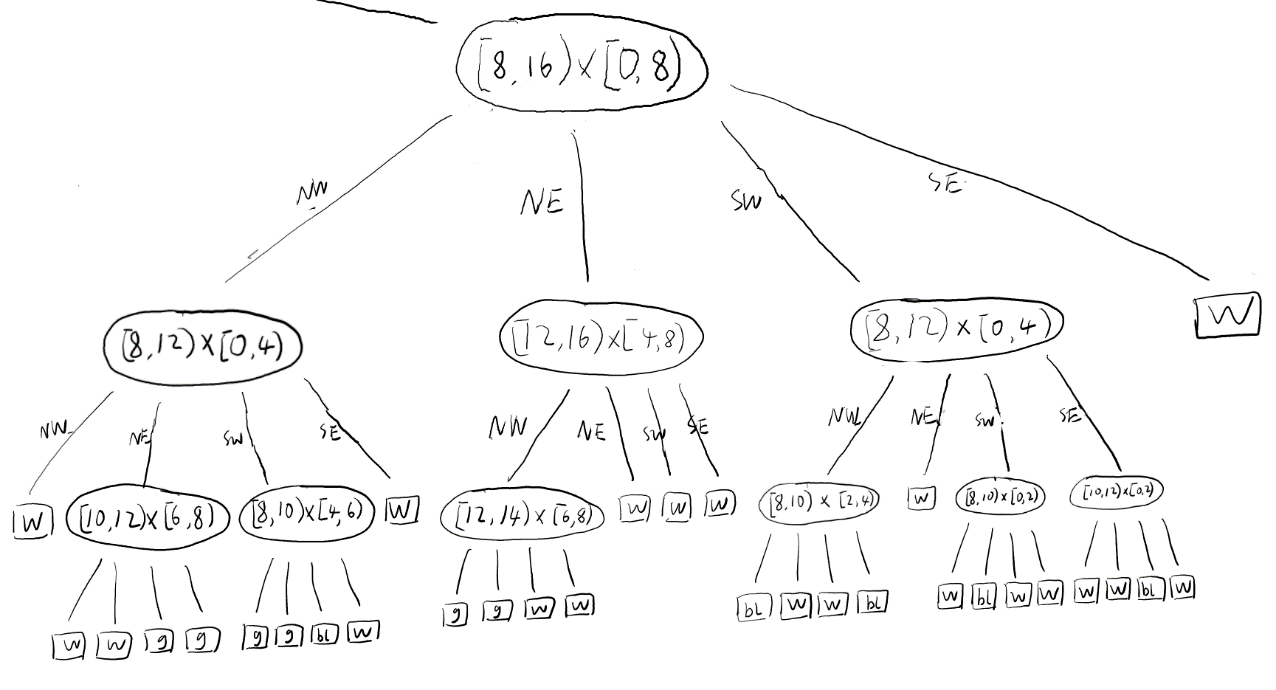 [8,16)×[0,8)
NW NE SW SE
[8,12)×[0,4) [12,16)×[4,8) [8,12)×[0,4) W
NW NE SW SE NW NE SW SE NW NE SW SE
W [10,12)×[6,8) [8,10)×[4,6) W [12,14)×[6,8) W W W [8,10)×[2,4) W [8,10)×[0,2) [10,12)×[0,2)
W W g g g g bl W g g W W bl W W bl W bl W W W W bl W